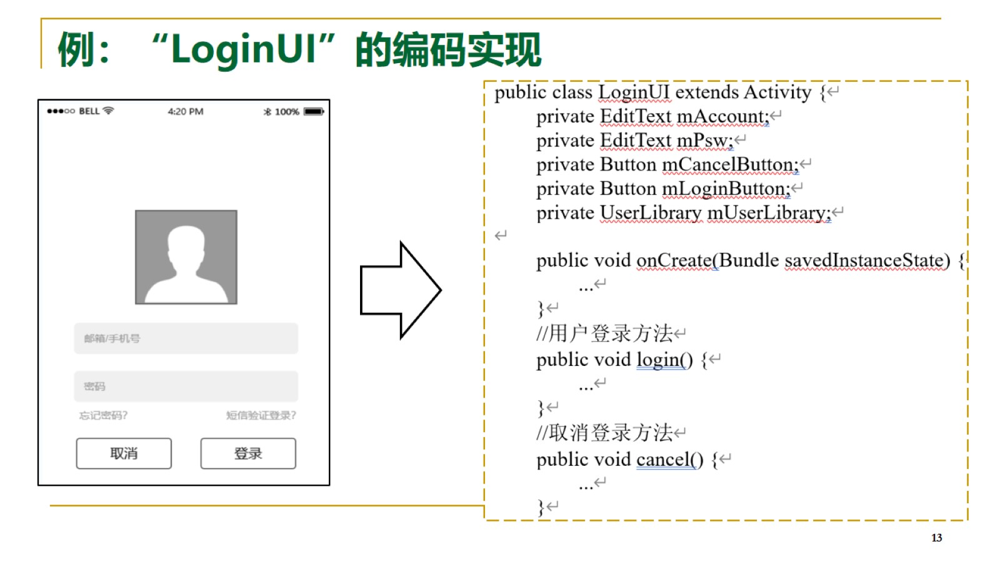 例：“LoginUI”的编码实现
BELL 4:20 PM 100%
邮箱/手机号
密码
忘记密码? 短信验证登录?
取消 登录
public class LoginUI extends Activity {↵
private EditText mAccount;↵
private EditText mPsw;↵
private Button mCancelButton;↵
private Button mLoginButton;↵
private UserLibrary mUserLibrary;↵
↵
public void onCreate(Bundle savedInstanceState) {
...↵
}↵
//用户登录方法↵
public void login() {↵
...↵
}↵
//取消登录方法↵
public void cancel() {↵
...↵
}↵
13